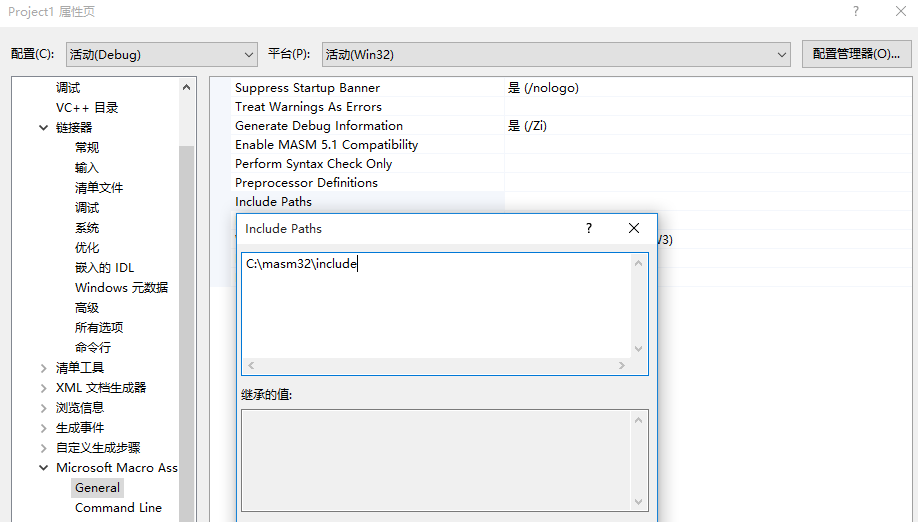 Project1 属性页
配置(C): 活动(Debug) 平台(P): 活动(Win32) 配置管理器(O)...
调试
VC++ 目录
链接器
常规
输入
清单文件
调试
系统
优化
嵌入的 IDL
Windows 元数据
高级
所有选项
命令行
清单工具
XML 文档生成器
浏览信息
生成事件
自定义生成步骤
Microsoft Macro Ass
General
Command Line
Suppress Startup Banner 是 (/nologo)
Treat Warnings As Errors
Generate Debug Information 是 (/Zi)
Enable MASM 5.1 Compatibility
Perform Syntax Check Only
Preprocessor Definitions
Include Paths
Include Paths
C:\masm32\include
继承的值: